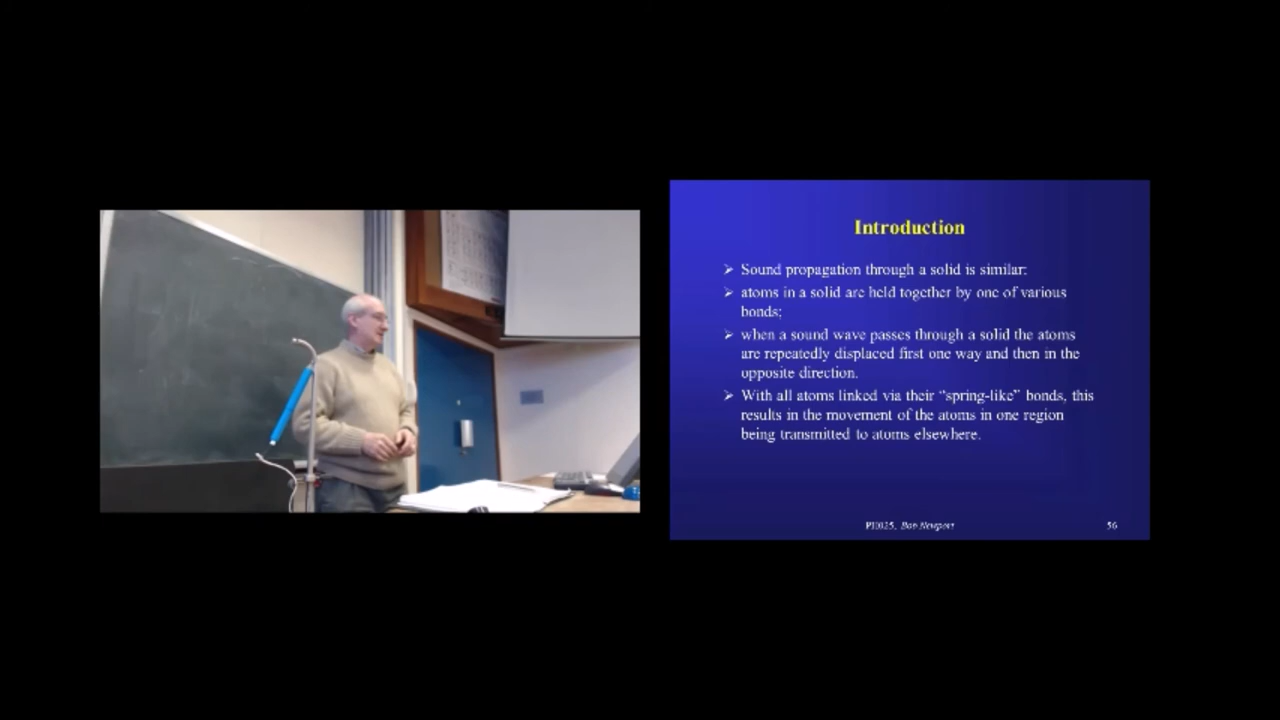 Introduction
Sound propagation through a solid is similar:
atoms in a solid are held together by one of various
bonds;
when a sound wave passes through a solid the atoms
are repeatedly displaced first one way and then in the
opposite direction.
With all atoms linked via their “spring-like” bonds, this
results in the movement of the atoms in one region
being transmitted to atoms elsewhere.
Bob Newport
56